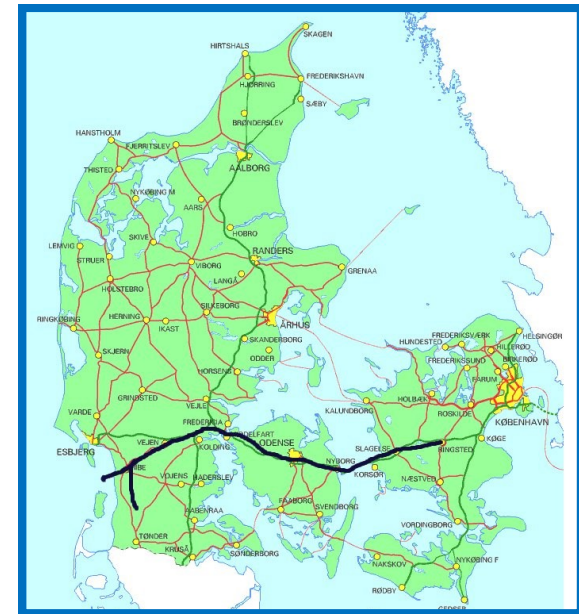 SKAGEN
HIRTSHALS
FREDERIKSHAVN
HJØRRING
SÆBY
BRØNDERSLEV
HANSTHOLM
FJERRITSLEV
AALBORG
THISTED
NYKØBING M
AARS
HOBRO
SKIVE
LEMVIG
STRUER
VIBORG
RANDERS
GRENAA
LANGÅ
HOLSTEBRO
SILKEBORG
RINGKØBING
HERNING
IKAST
ÅRHUS
SKANDERBORG
ODDER
SKJERN
HORSENS
HELSINGØR
FREDERIKSVÆRK
HUNDESTED
HILLERØD
BIRKERØD
FREDERIKSSUND
FARUM
GRINDSTED
VEJLE
HOLBÆK
KALUNDBORG
ROSKILDE
KØBENHAVN
VARDE
FREDERICIA
ESBJERG
VEJEN
KOLDING
DELFART
ODENSE
SLAGELSE
KØGE
RINGSTED
NYBORG
KORSØR
IBE
VOJENS
HADERSLEV
NÆSTVED
FAABORG
SVENDBORG
AABENRAA
VORDINGBORG
TØNDER
KRUSÅ
SØNDERBORG
NAKSKOV
NYKØBING F
RØDBY
GEDSER